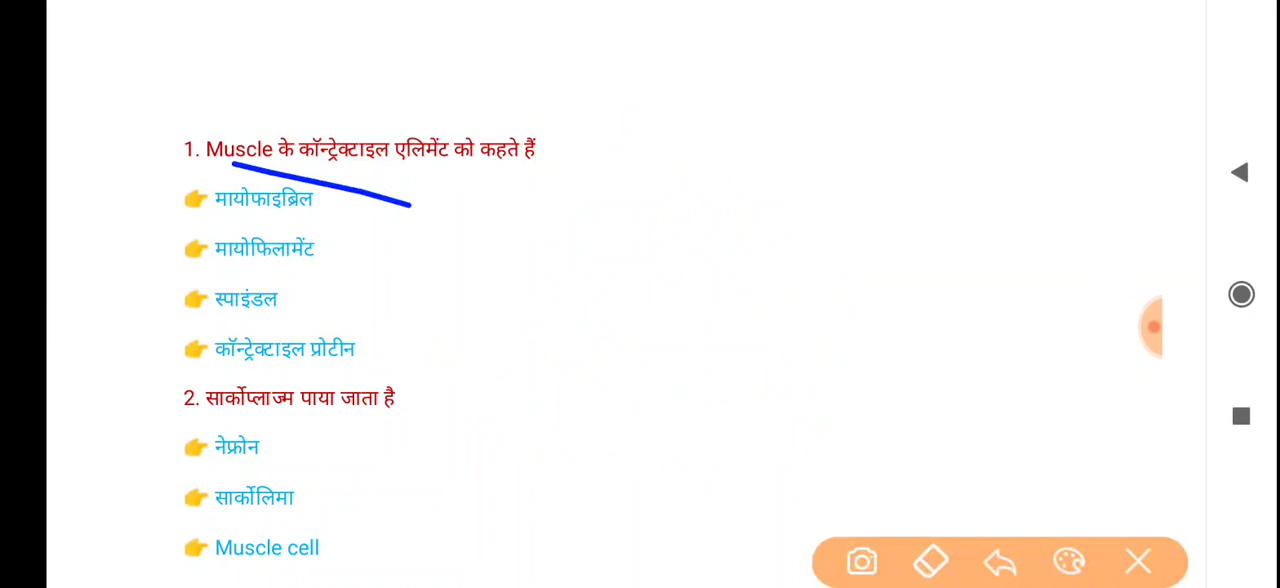 1. Muscle के कॉन्ट्रेक्टाइल एलिमेंट को कहते हैं
👉 मायोफाइब्रिल
👉 मायोफिलामेंट
👉 स्पाइंडल
👉 कॉन्ट्रेक्टाइल प्रोटीन
2. सार्कोप्लाज्म पाया जाता है
👉 नेफ्रोन
👉 सार्कोलिमा
👉 Muscle cell